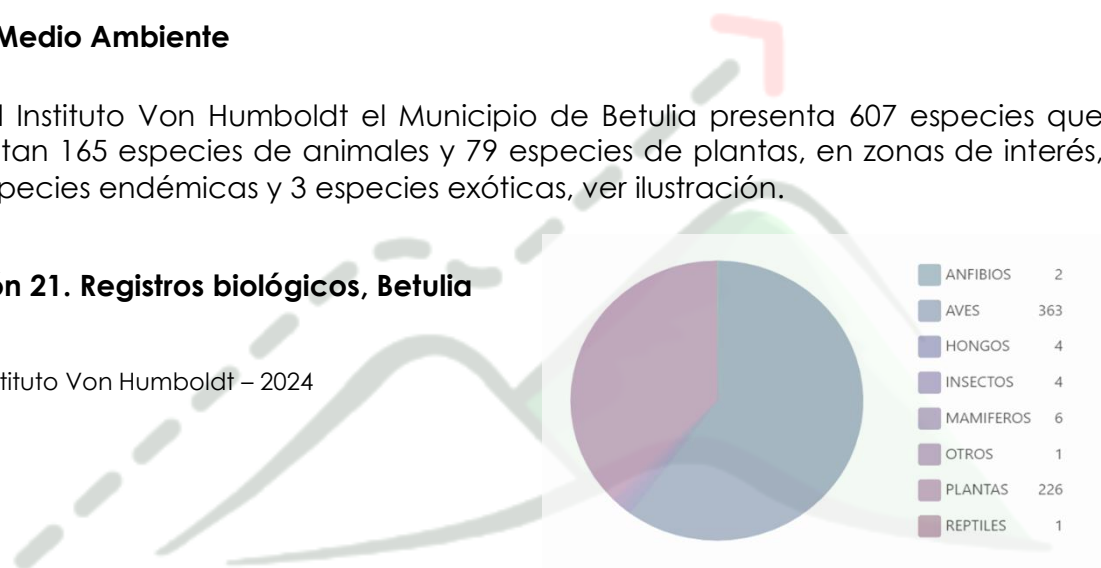 Medio Ambiente
Instituto Von Humboldt el Municipio de Betulia presenta 607 especies que
tan 165 especies de animales y 79 especies de plantas, en zonas de interés,
pecies endémicas y 3 especies exóticas, ver ilustración.
n 21. Registros biológicos, Betulia
tituto Von Humboldt – 2024
ANFIBIOS 2
AVES 363
HONGOS 4
INSECTOS 4
MAMIFEROS 6
OTROS 1
PLANTAS 226
REPTILES 1